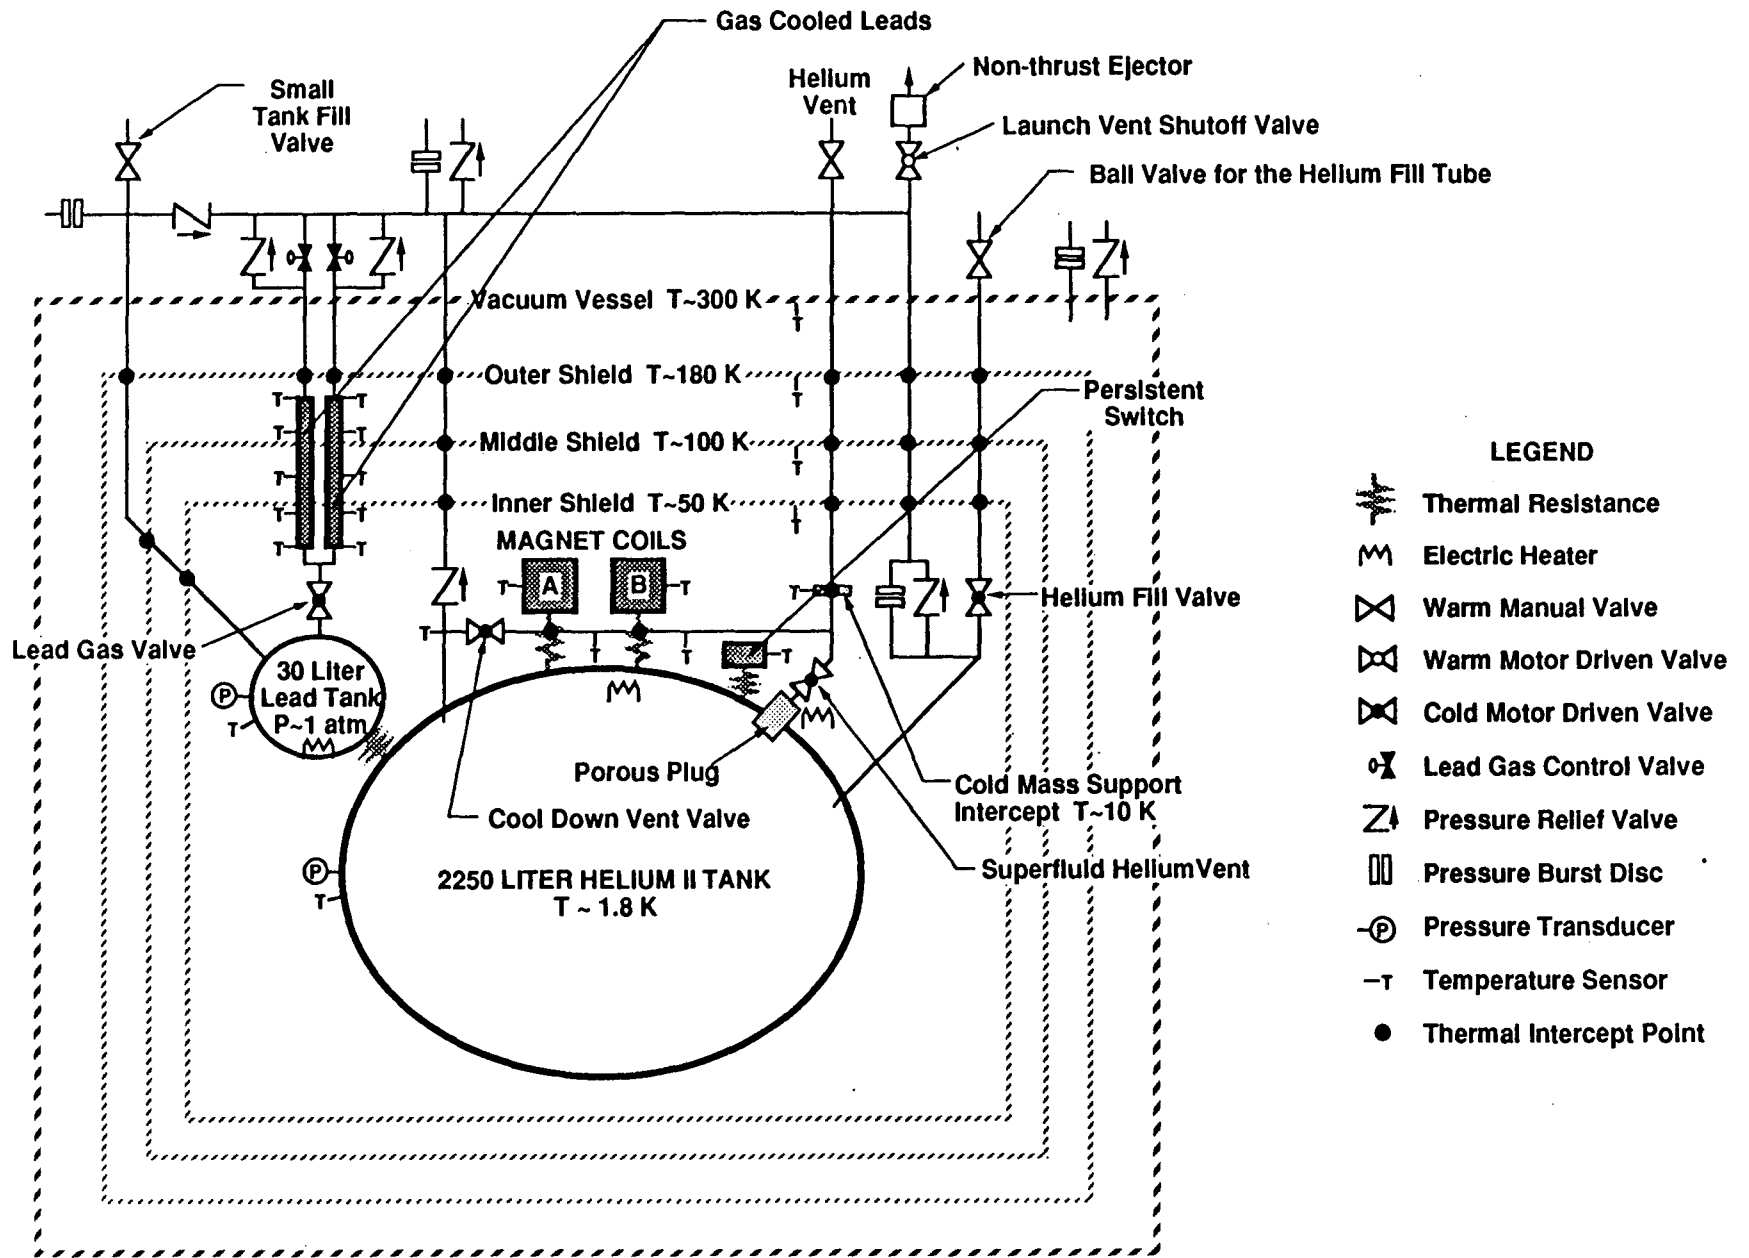 Gas Cooled Leads
Small
Tank Fill
Valve
Helium
Vent
Non-thrust Ejector
Launch Vent Shutoff Valve
Ball Valve for the Helium Fill Tube
Vacuum Vessel T~300 K
T
Outer Shield T~180 K
T
Persistent
Switch
T T
T T
Middle Shield T~100 K
T
T T
Inner Shield T~50 K
T
T T
T T
MAGNET COILS
T A
B T
T
Helium Fill Valve
Lead Gas Valve
T
T T
T
30 Liter
Lead Tank
P~1 atm
P
T
Porous Plug
Cool Down Vent Valve
Cold Mass Support
Intercept T~10 K
Superfluid Helium Vent
P
T
2250 LITER HELIUM II TANK
T ~ 1.8 K
LEGEND
Thermal Resistance
Electric Heater
Warm Manual Valve
Warm Motor Driven Valve
Cold Motor Driven Valve
Lead Gas Control Valve
Pressure Relief Valve
Pressure Burst Disc
P Pressure Transducer
T Temperature Sensor
Thermal Intercept Point